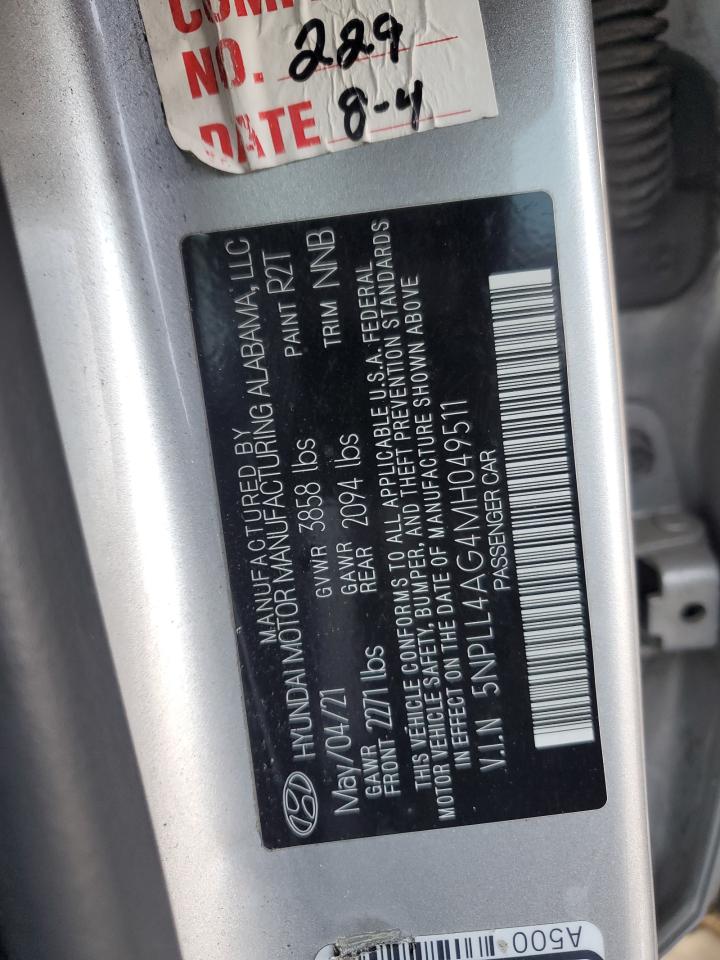 NO. 229
DATE 8-4
MANUFACTURED BY
HYUNDAI MOTOR MANUFACTURING ALABAMA, LLC
May/04/21 GVWR 3858 lbs PAINT R2T
GAWR FRONT 2271 lbs GAWR REAR 2094 lbs TRIM NNB
THIS VEHICLE CONFORMS TO ALL APPLICABLE U.S.A. FEDERAL
MOTOR VEHICLE SAFETY, BUMPER, AND THEFT PREVENTION STANDARDS
IN EFFECT ON THE DATE OF MANUFACTURE SHOWN ABOVE
V.I.N 5NPLL4AG4MH049511
PASSENGER CAR
A500